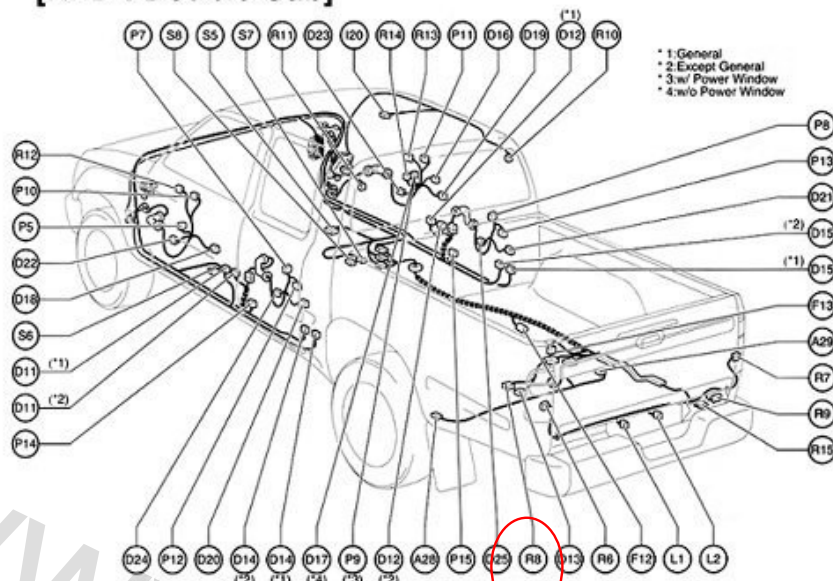 P7 S8 S5 S7 R11 D23 I20 R14 R13 P11 D16 D19 (*1) D12 R10
* 1:General
* 2:Except General
* 3:w/ Power Window
* 4:w/o Power Window
R12
P10
P5
D22
D18
S6
D11 (*1)
D11 (*2)
P14
P8
P13
D21
(*2) D15
(*1) D15
F13
A29
R7
R9
R15
D24 P12 D20 D14 D14 D17 P9 D12 A28 P15 D25 R8 D13 R6 F12 L1 L2
(*2) (*1) (*4) (*3) (*2)